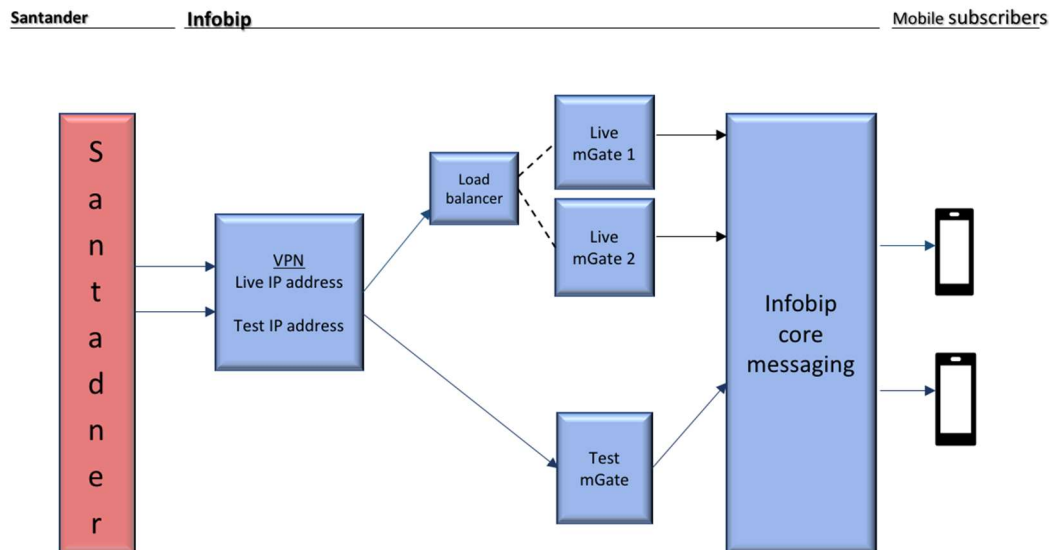 Santander
Infobip
Mobile subscribers
S
a
n
t
a
d
n
e
r
VPN
Live IP address
Test IP address
Load
balancer
Live
mGate 1
Live
mGate 2
Test
mGate
Infobip
core
messaging